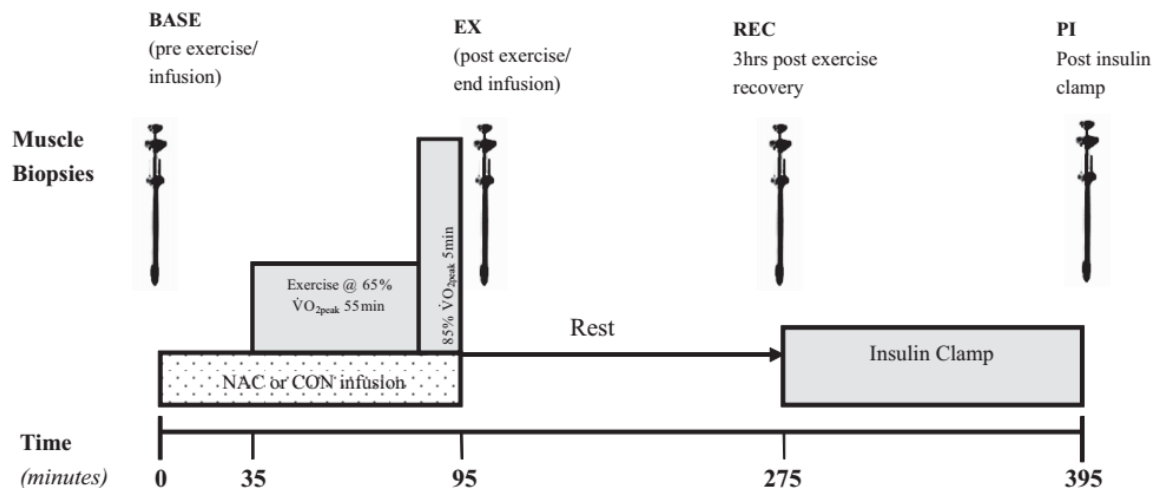 BASE
(pre exercise/
infusion)
EX
(post exercise/
end infusion)
REC
3hrs post exercise
recovery
PI
Post insulin
clamp
Muscle
Biopsies
Exercise @ 65%
V̇O2peak 55min
85% V̇O2peak 5min
Rest
Insulin Clamp
NAC or CON infusion
Time
(minutes)
0
35
95
275
395